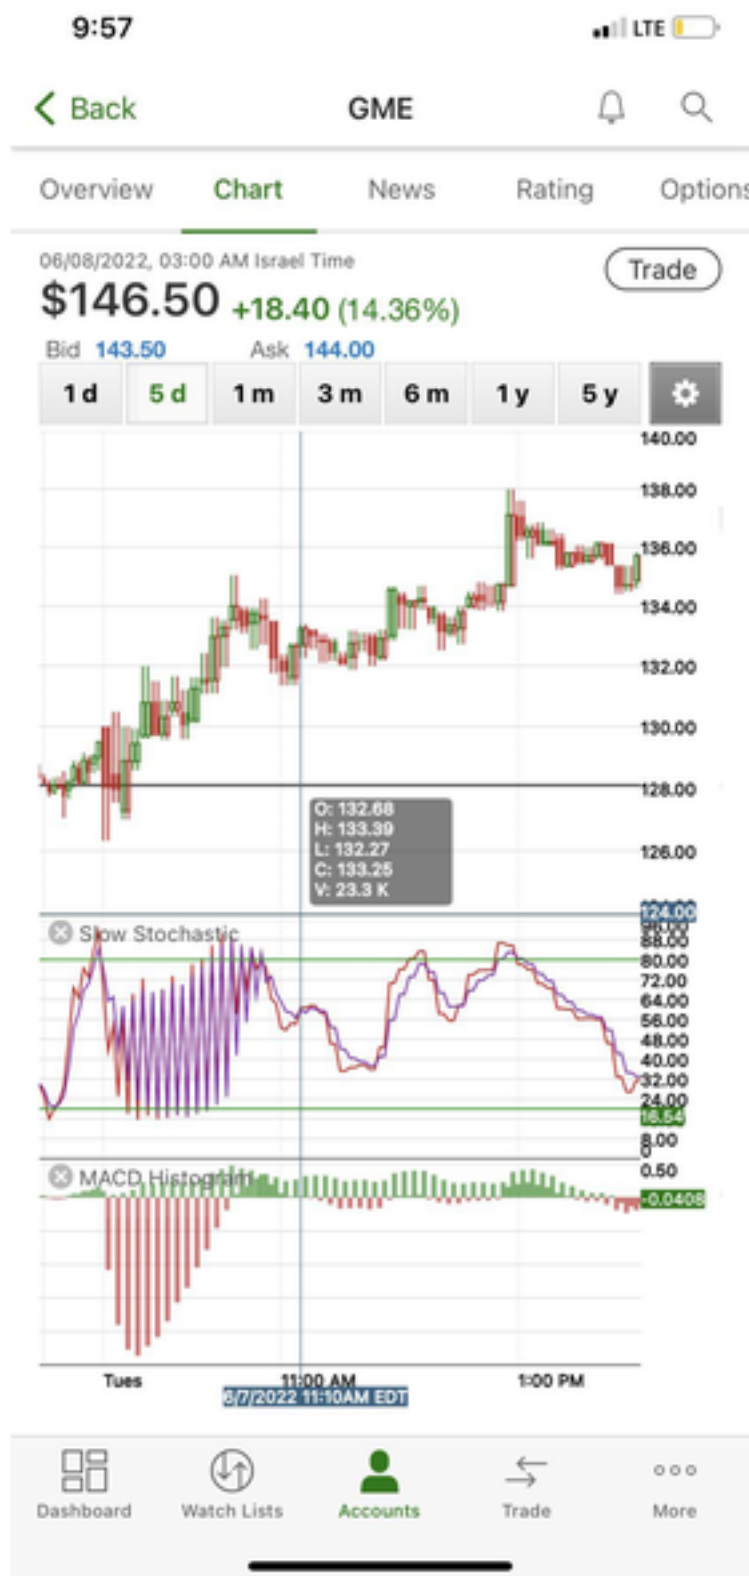 9:57 LTE
Back GME
Overview Chart News Rating Options
06/08/2022, 03:00 AM Israel Time
Trade
$146.50 +18.40 (14.36%)
Bid 143.50 Ask 144.00
1 d 5 d 1 m 3 m 6 m 1 y 5 y
140.00
138.00
136.00
134.00
132.00
130.00
128.00
O: 132.68
H: 133.39
L: 132.27
C: 133.25
V: 23.3 K
126.00
124.00
Slow Stochastic
88.00
80.00
72.00
64.00
56.00
48.00
40.00
32.00
24.00
16.54
8.00
0
MACD Histogram
0.50
-0.0408
Tues 11:00 AM 1:00 PM
6/7/2022 11:10AM EDT
Dashboard Watch Lists Accounts Trade More